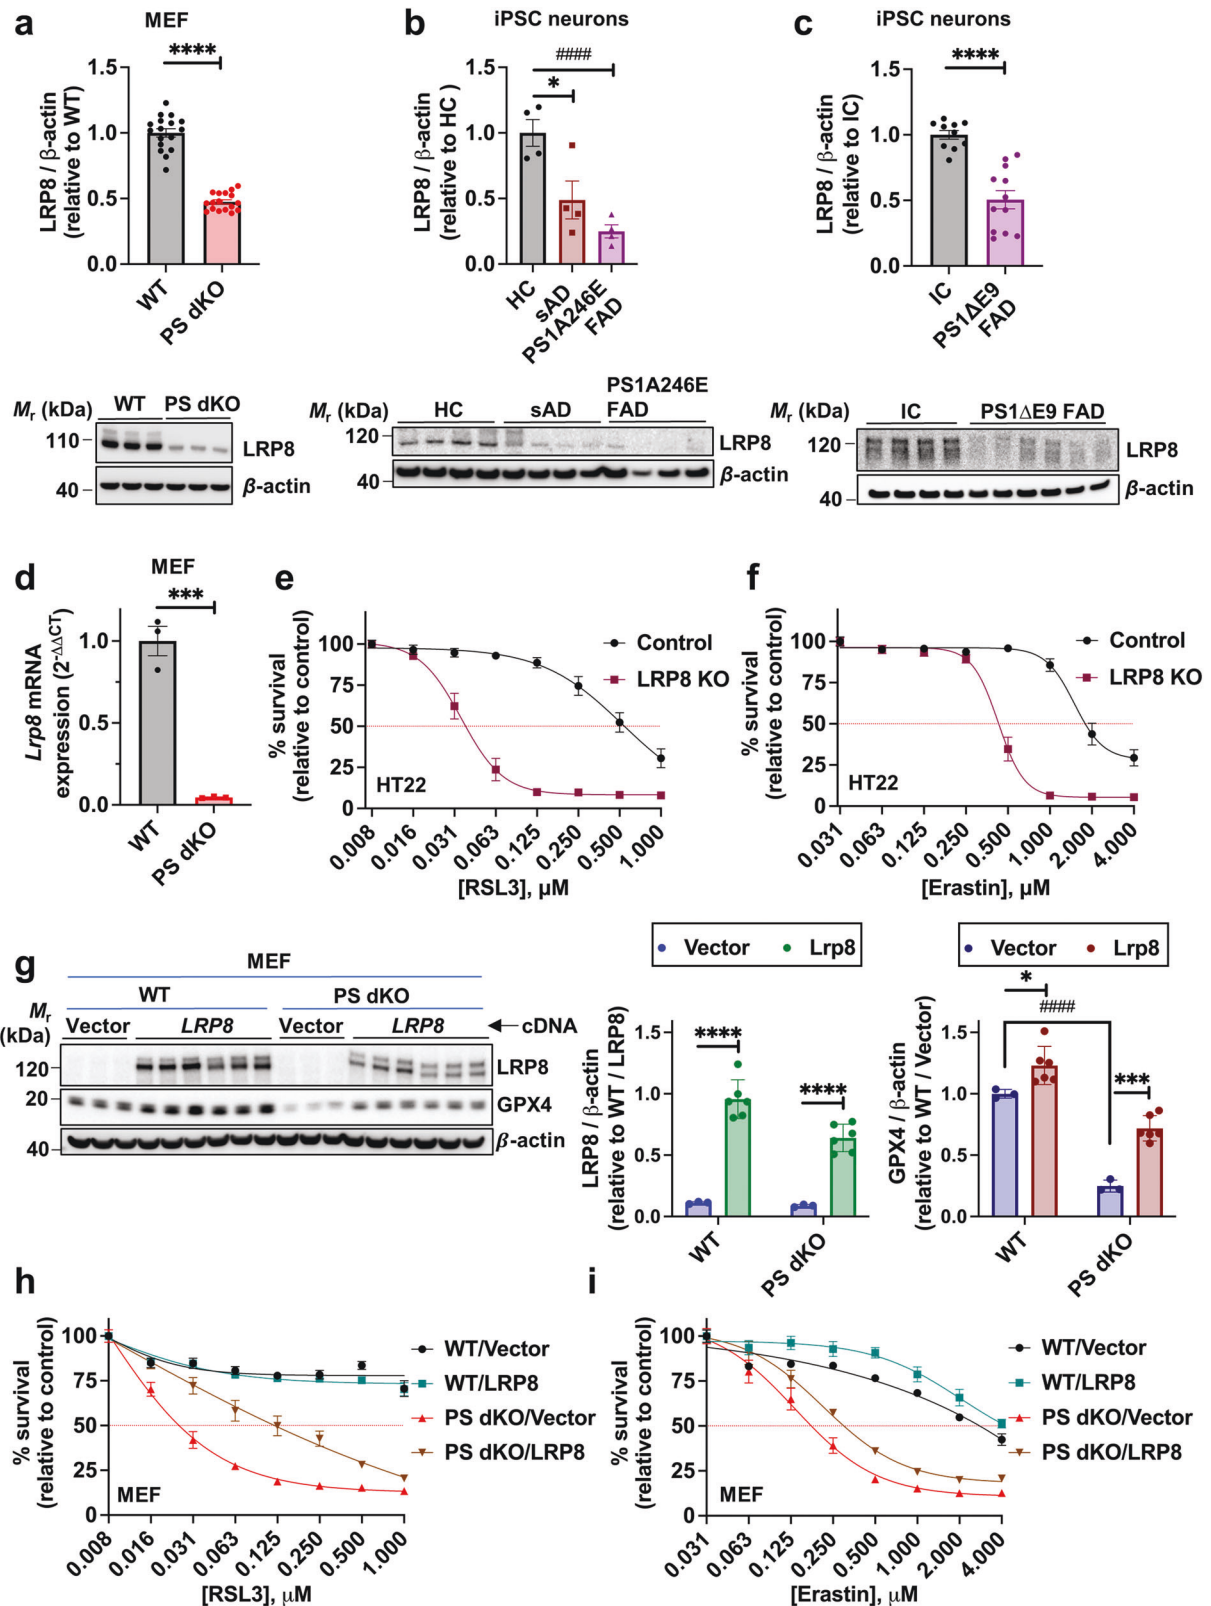 a
MEF
****
LRP8 / β-actin
(relative to WT)
1.5
1.0
0.5
0.0
WT
PS dKO
b
iPSC neurons
####
*
LRP8 / β-actin
(relative to HC )
1.5
1.0
0.5
0.0
HC
sAD
PS1A246E
FAD
c
iPSC neurons
****
LRP8 / β-actin
(relative to IC)
1.5
1.0
0.5
0.0
IC
PS1ΔE9
FAD
Mr (kDa)
WT
PS dKO
110
LRP8
40
β-actin
Mr (kDa)
HC
sAD
PS1A246E
FAD
120
LRP8
40
β-actin
Mr (kDa)
IC
PS1ΔE9 FAD
120
LRP8
40
β-actin
d
MEF
***
Lrp8 mRNA
expression (2-ΔΔCT)
1.0
0.5
0.0
WT
PS dKO
e
% survival
(relative to control)
100
75
50
25
0
Control
LRP8 KO
HT22
0.008
0.016
0.031
0.063
0.125
0.250
0.500
1.000
[RSL3], µM
f
% survival
(relative to control)
100
75
50
25
0
Control
LRP8 KO
HT22
0.031
0.063
0.125
0.250
0.500
1.000
2.000
4.000
[Erastin], µM
g
MEF
WT
PS dKO
Mr
(kDa)
Vector
LRP8
Vector
LRP8
cDNA
120
LRP8
20
GPX4
40
β-actin
Vector
Lrp8
LRP8 / β-actin
(relative to WT / LRP8)
1.5
1.0
0.5
0.0
****
****
WT
PS dKO
Vector
Lrp8
GPX4 / β-actin
(relative to WT / Vector)
1.5
1.0
0.5
0.0
*
####
***
WT
PS dKO
h
% survival
(relative to control)
100
75
50
25
0
WT/Vector
WT/LRP8
PS dKO/Vector
PS dKO/LRP8
MEF
0.008
0.016
0.031
0.063
0.125
0.250
0.500
1.000
[RSL3], µM
i
% survival
(relative to control)
100
75
50
25
0
WT/Vector
WT/LRP8
PS dKO/Vector
PS dKO/LRP8
MEF
0.031
0.063
0.125
0.250
0.500
1.000
2.000
4.000
[Erastin], µM